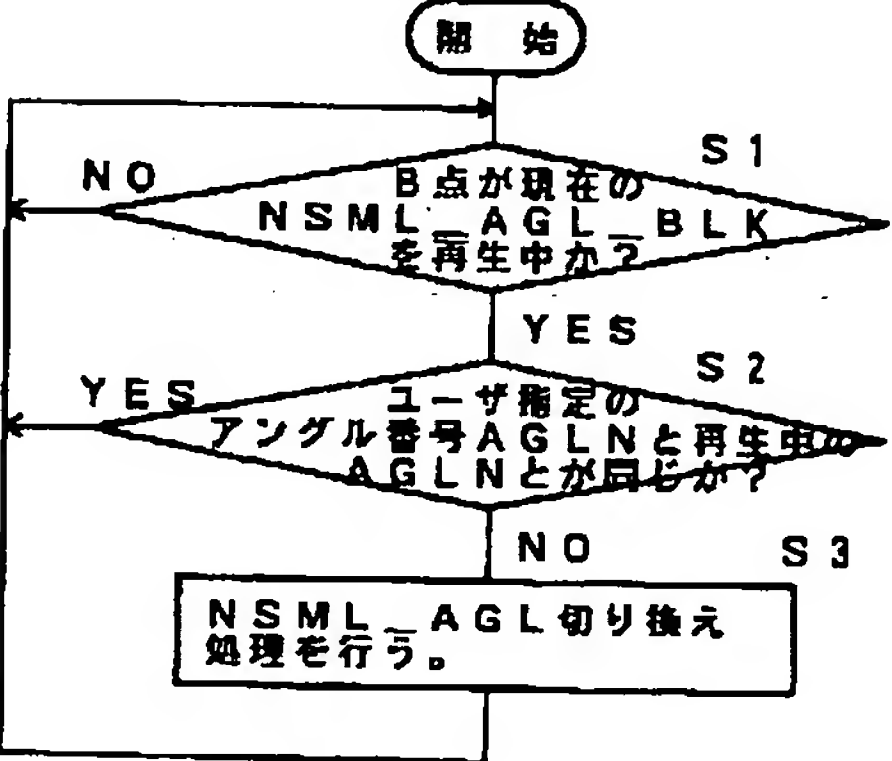 開 始
S1
NO
B点が現在の
NSML_AGL_BLK
を再生中か?
YES
S2
YES
ユーザ指定の
アングル番号AGLNと再生中の
AGLNとが同じか?
NO
S3
NSML_AGL切り換え
処理を行う。